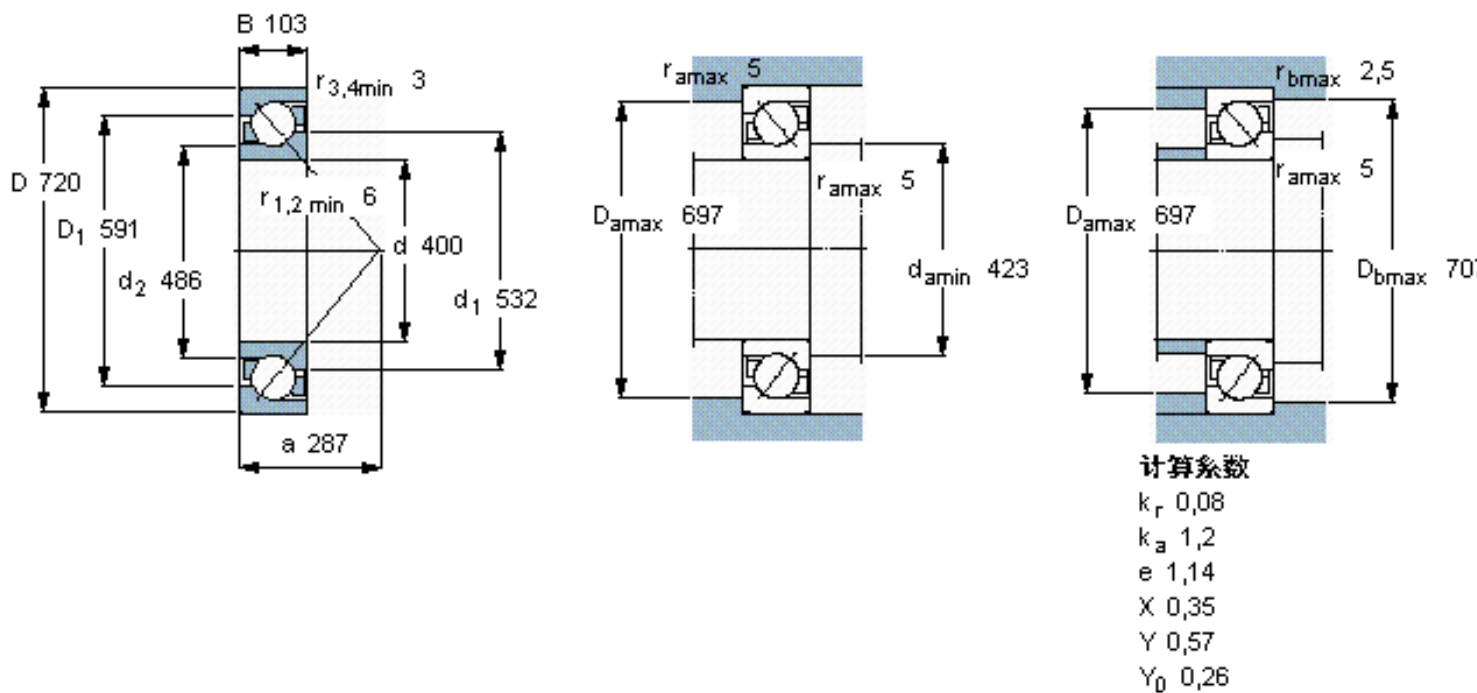 B 103
r3,4min 3
D 720
D1 591
r1,2 min 6
d2 486
d 400
d1 532
a 287
ramax 5
ramax 5
Damax 697
damin 423
rbmax 2,5
ramax 5
Damax 697
Dbmax 707
计算系数
kr 0,08
ka 1,2
e 1,14
X 0,35
Y 0,57
Y0 0,26